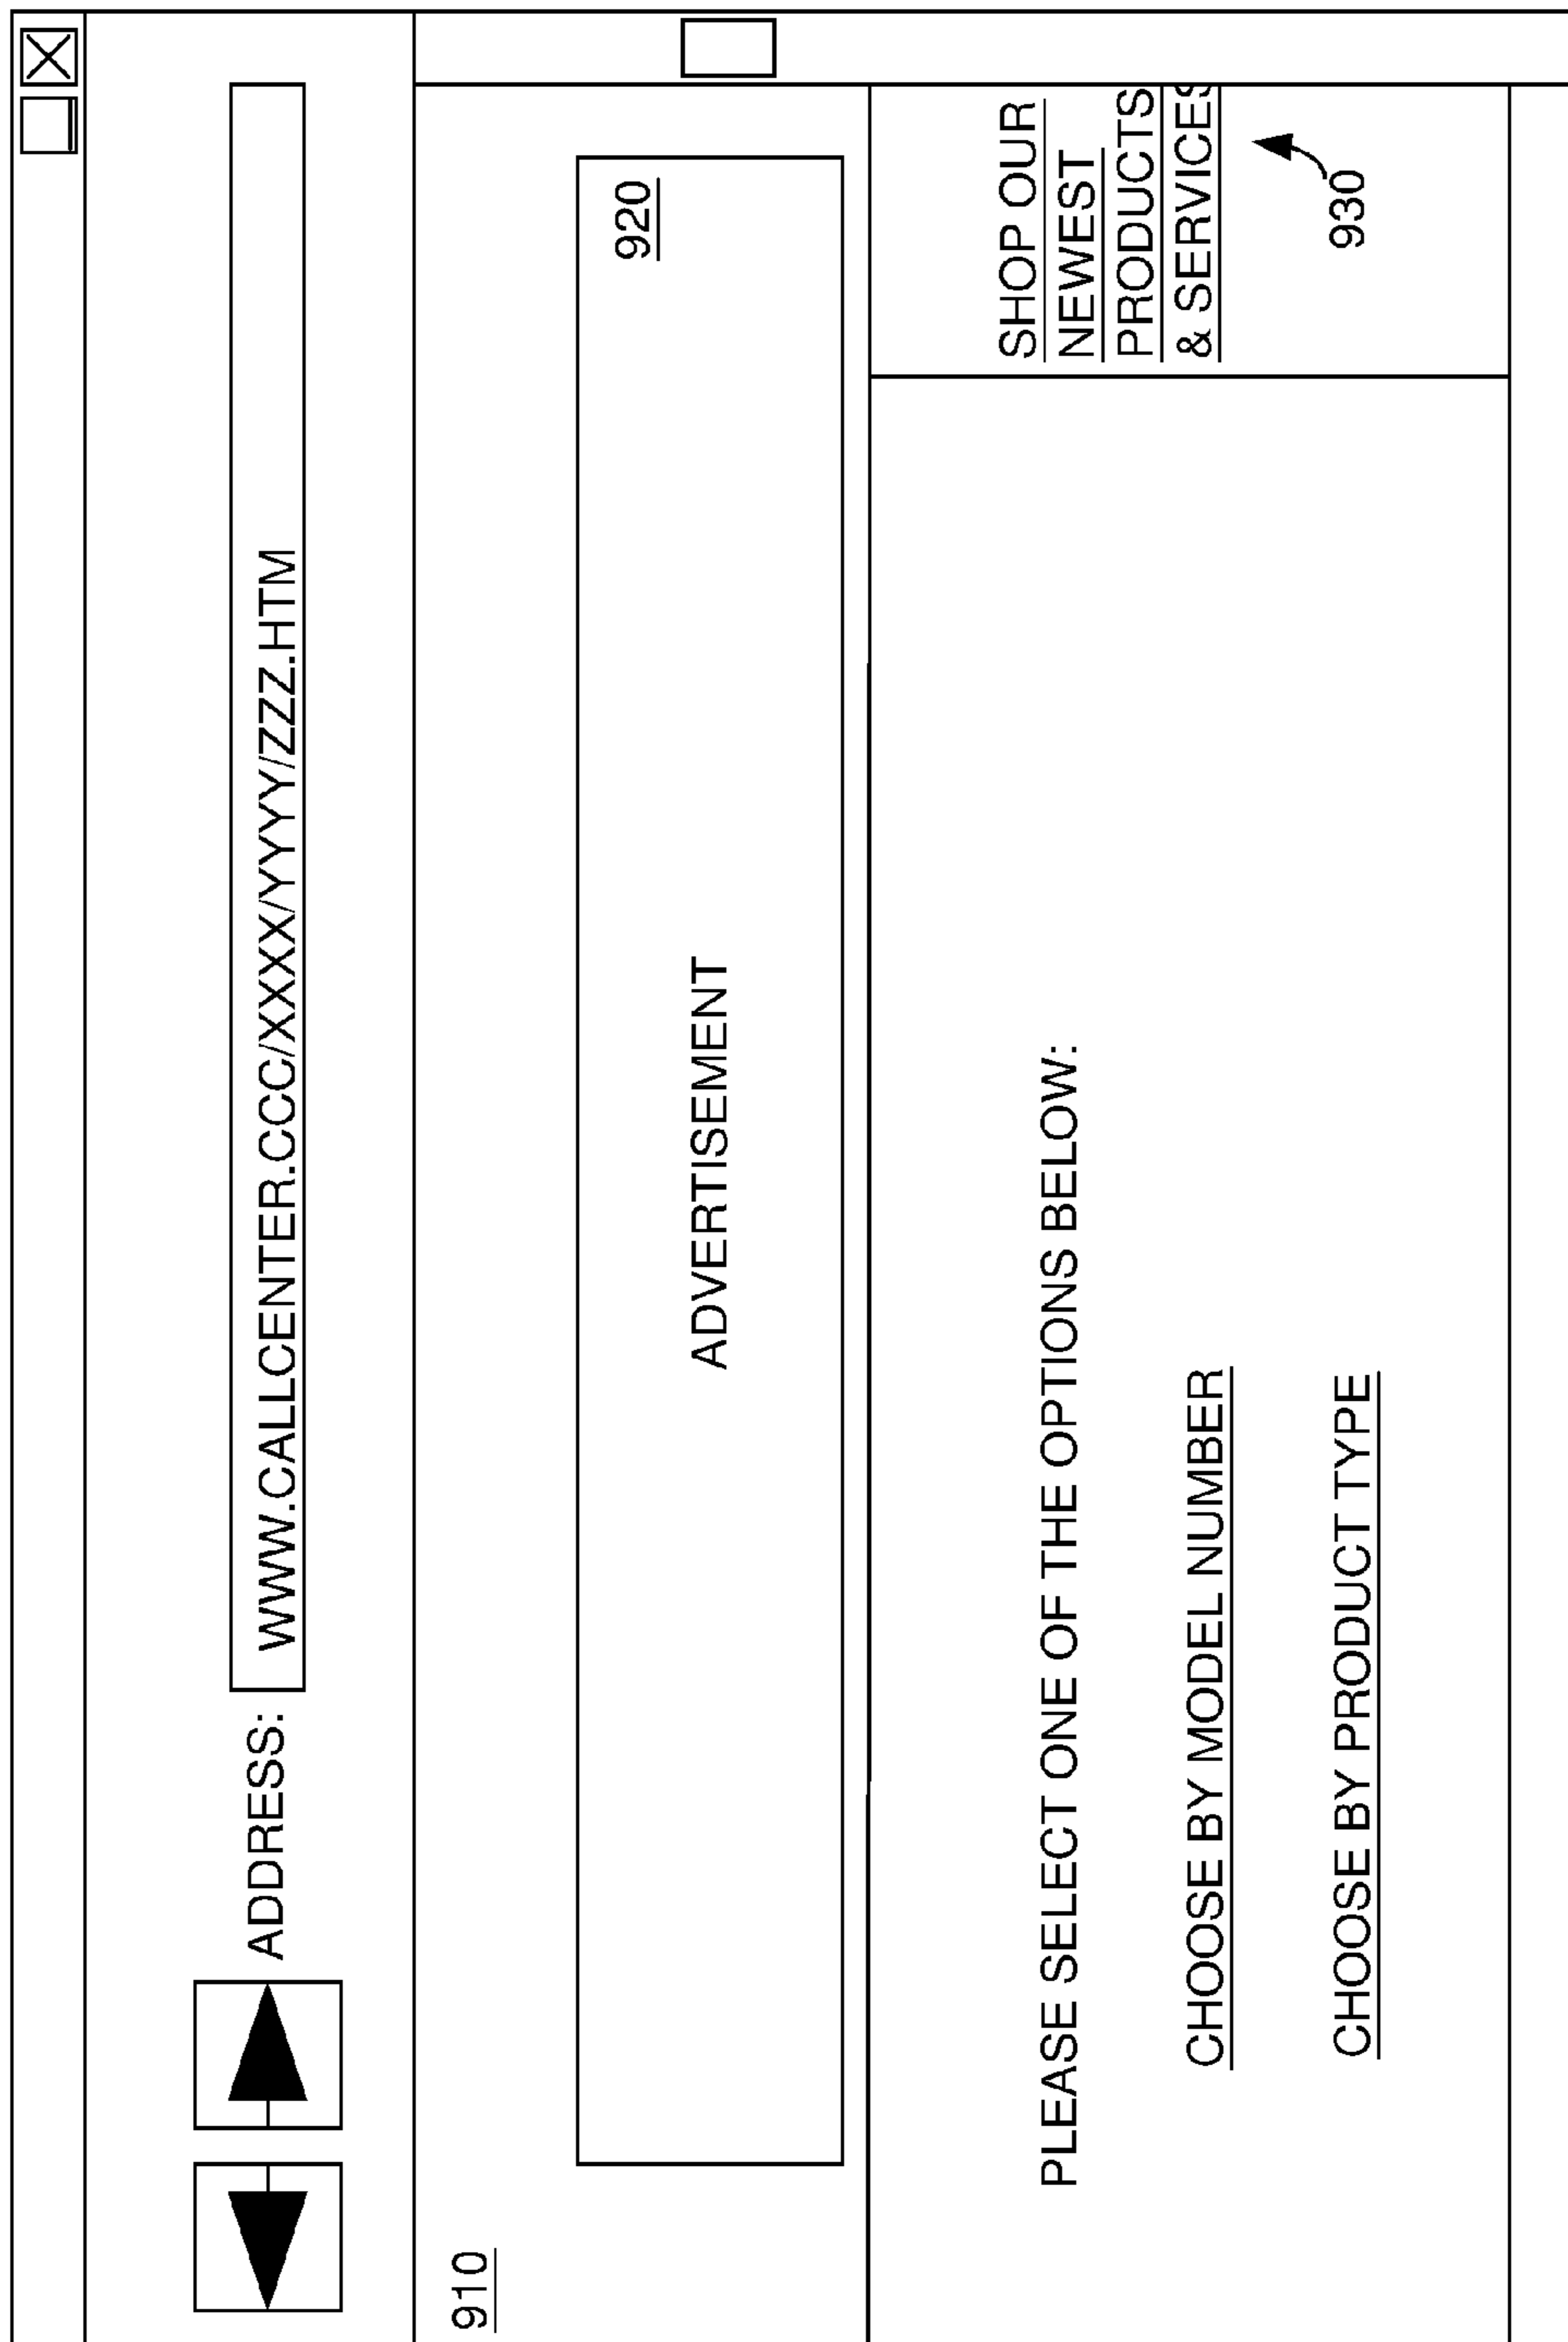 ADDRESS: WWW.CALLCENTER.CCC/XXXX/YYYY/ZZZ.HTM
910
920
ADVERTISEMENT
PLEASE SELECT ONE OF THE OPTIONS BELOW:
CHOOSE BY MODEL NUMBER
CHOOSE BY PRODUCT TYPE
SHOP OUR
NEWEST
PRODUCTS
& SERVICES
930